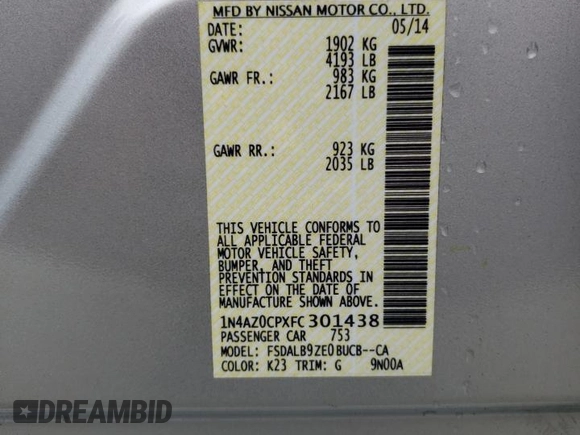 MFD BY NISSAN MOTOR CO., LTD.
DATE: 05/14
GVWR: 1902 KG
4193 LB
GAWR FR.: 983 KG
2167 LB
GAWR RR.: 923 KG
2035 LB
THIS VEHICLE CONFORMS TO
ALL APPLICABLE FEDERAL
MOTOR VEHICLE SAFETY,
BUMPER, AND THEFT
PREVENTION STANDARDS IN
EFFECT ON THE DATE OF
MANUFACTURE SHOWN ABOVE.
1N4AZ0CPXFC301438
PASSENGER CAR 753
MODEL: FSDALB9ZE0BUCB--CA
COLOR: K23 TRIM: G 9N00A
DREAMBID